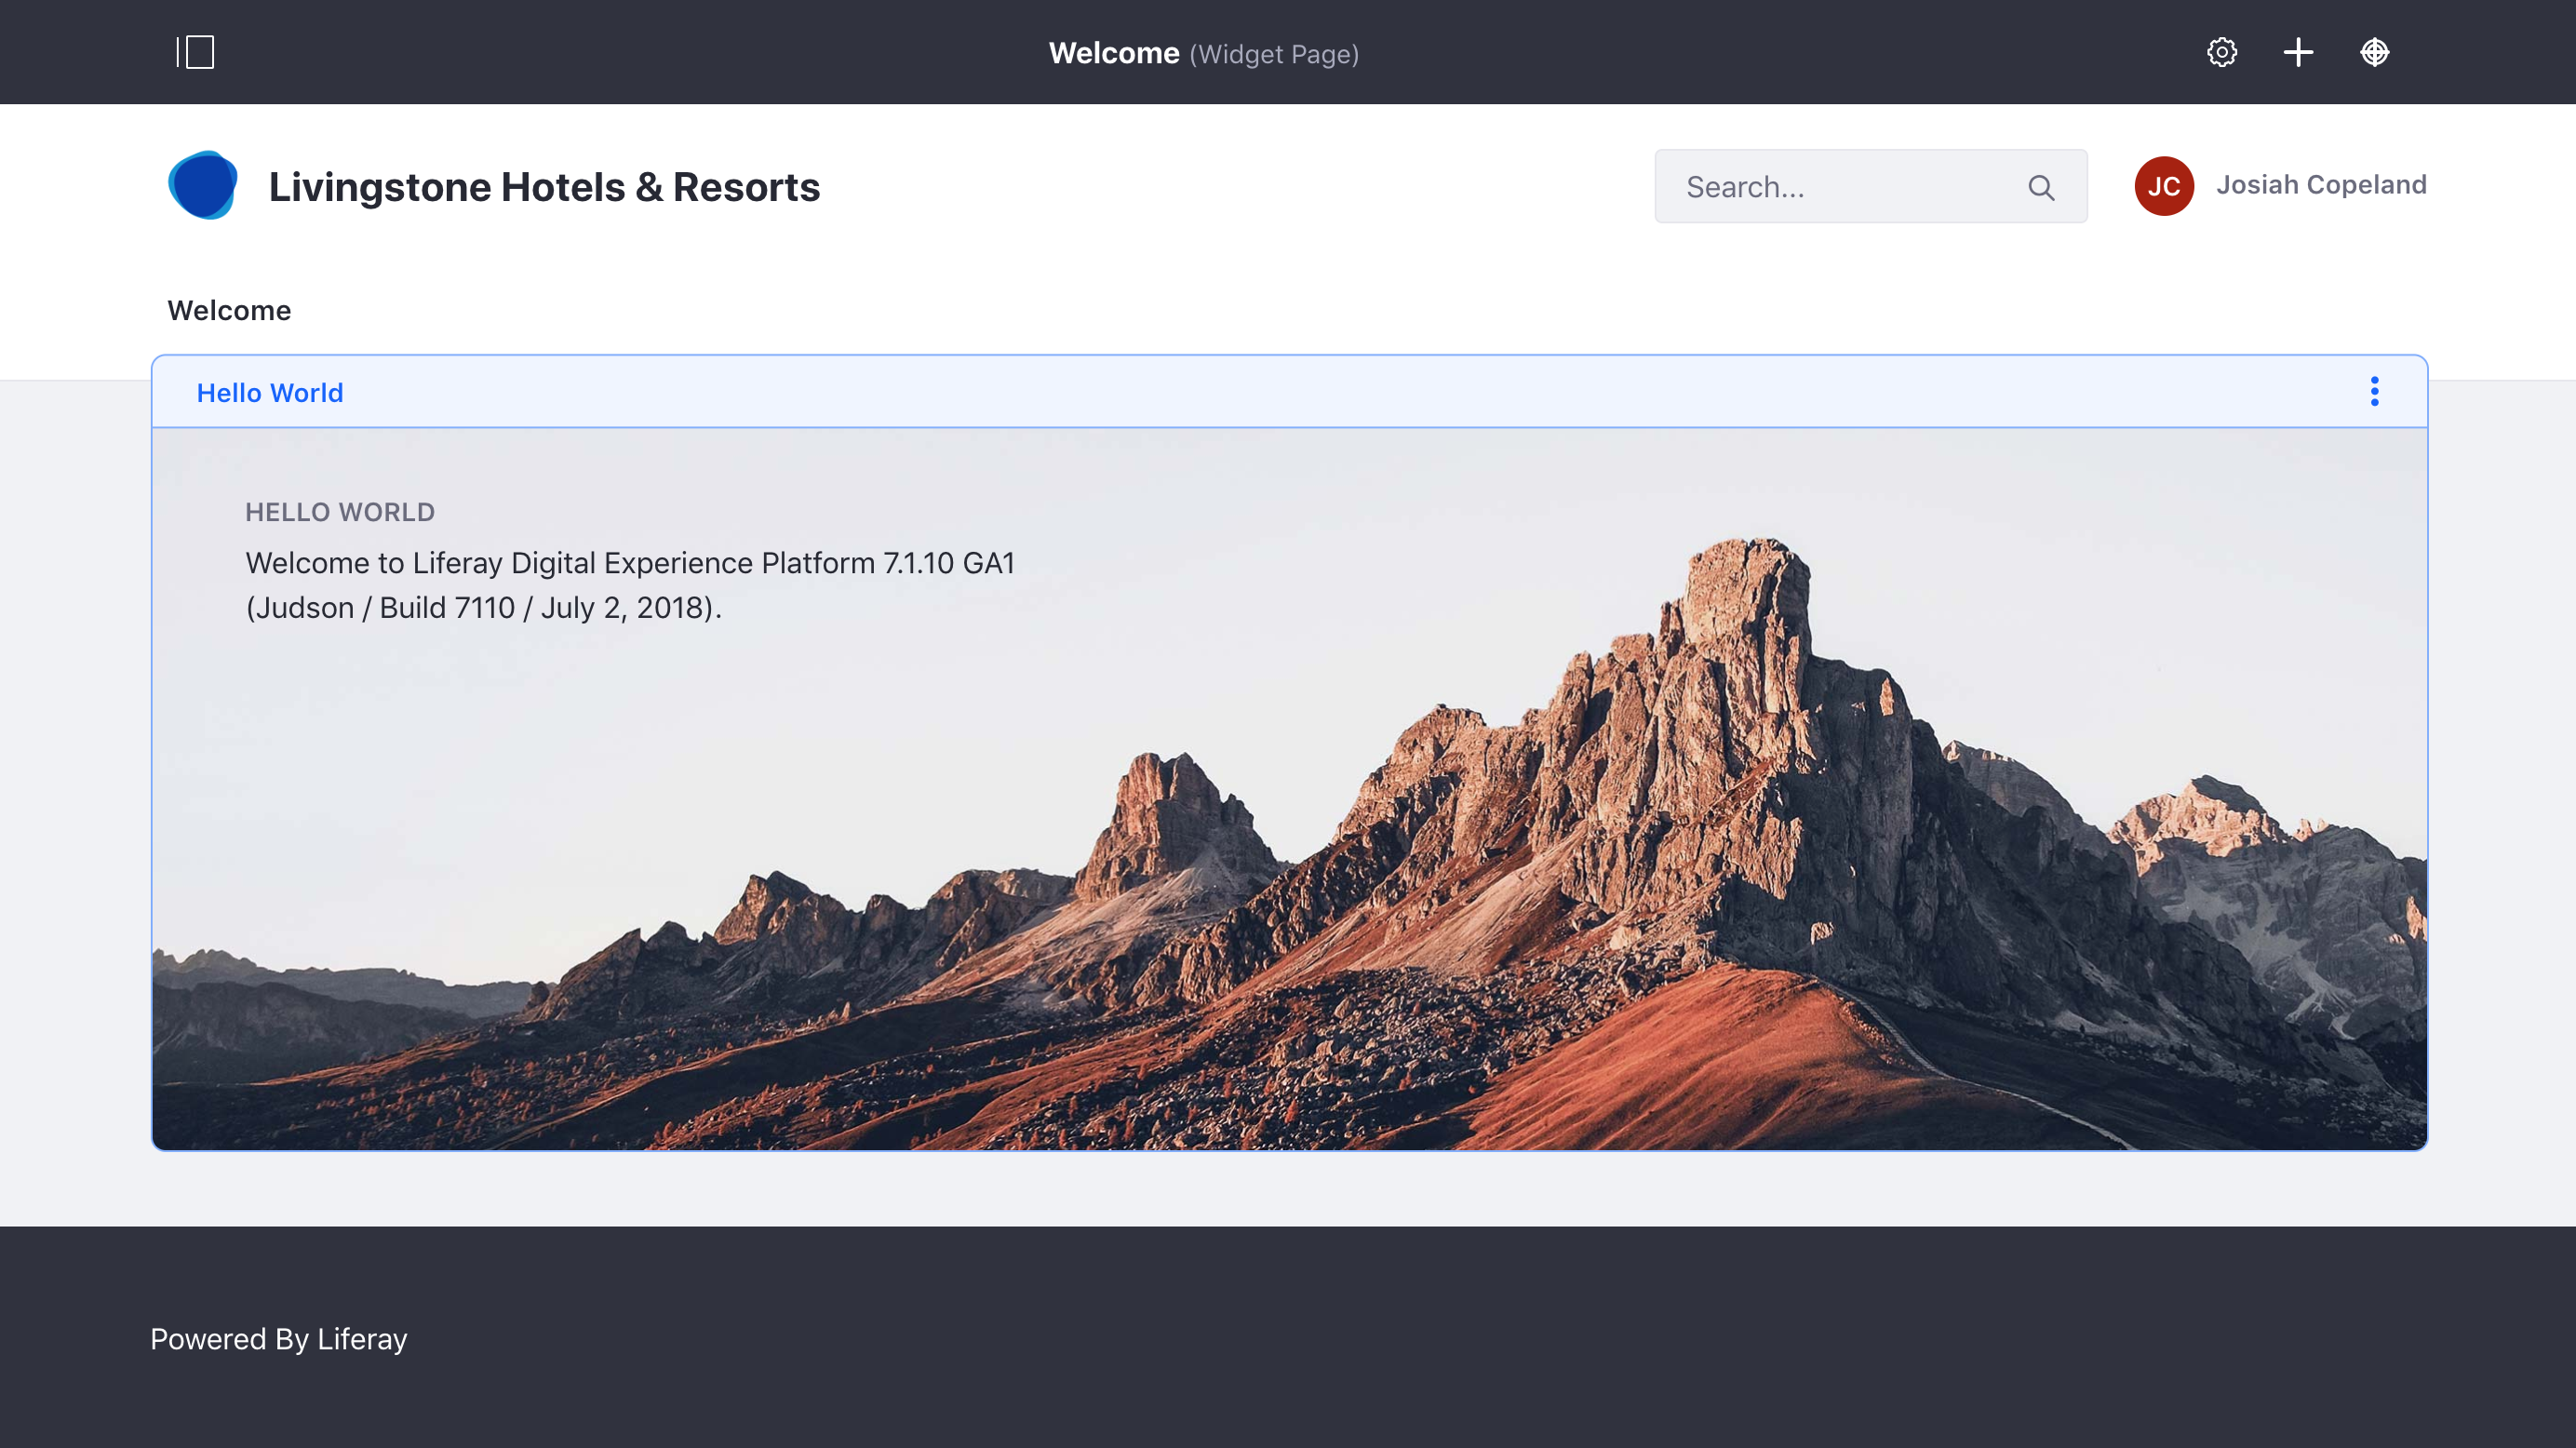 Welcome (Widget Page)
Livingstone Hotels & Resorts
Search...
JC
Josiah Copeland
Welcome
Hello World
HELLO WORLD
Welcome to Liferay Digital Experience Platform 7.1.10 GA1
(Judson / Build 7110 / July 2, 2018).
Powered By Liferay